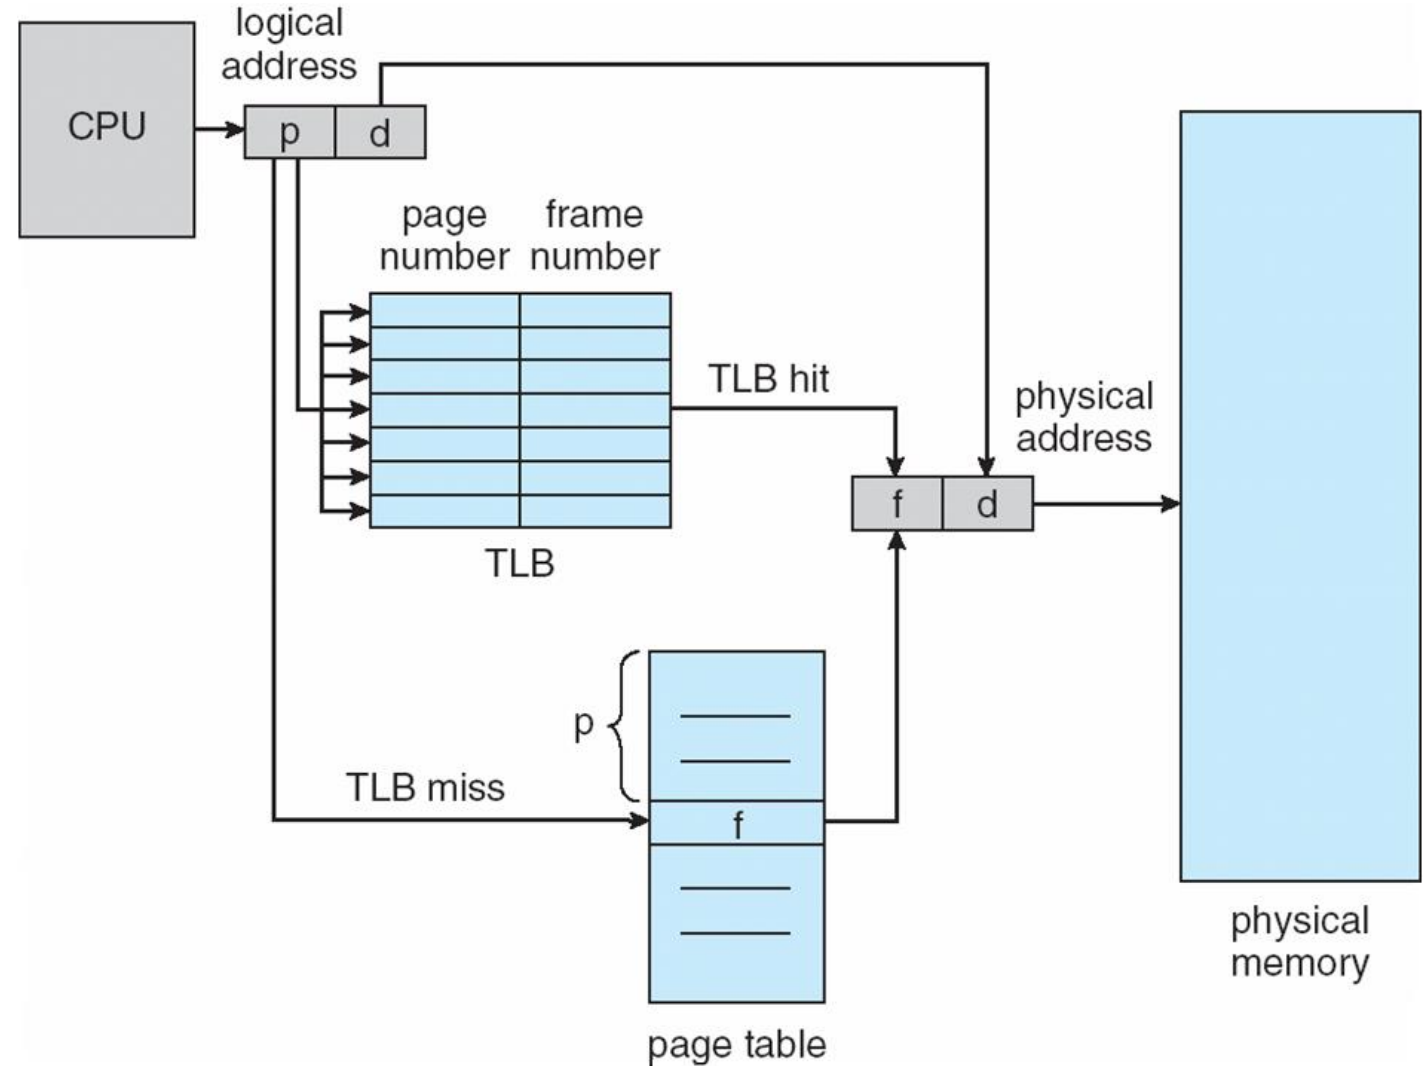 logical
address
CPU
p
d
page
number
frame
number
TLB hit
physical
address
f
d
TLB
p
TLB miss
f
physical
memory
page table